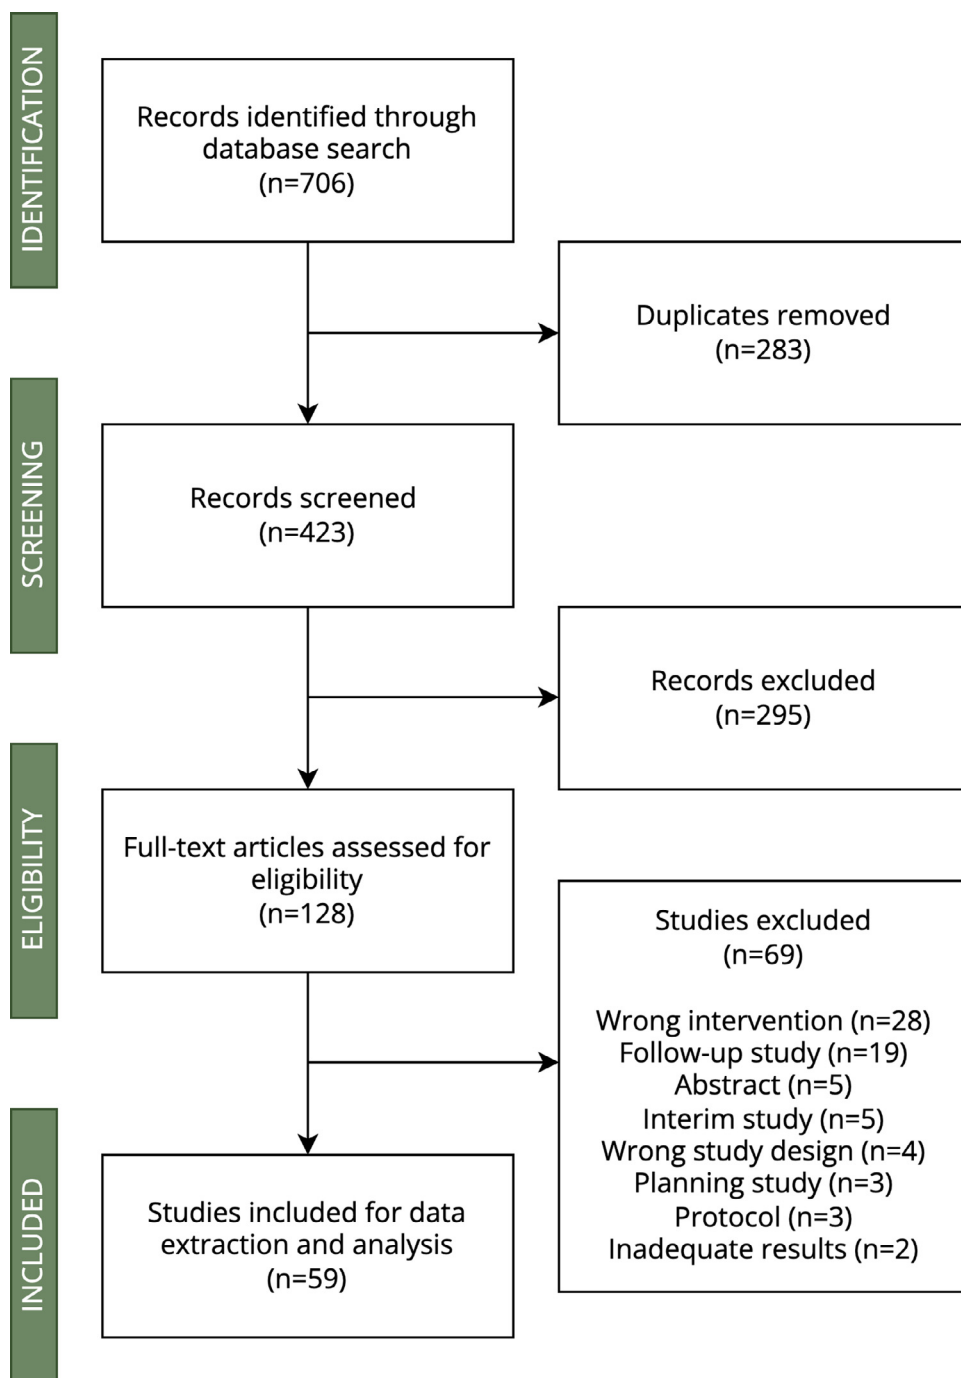 IDENTIFICATION
Records identified through
database search
(n=706)
Duplicates removed
(n=283)
SCREENING
Records screened
(n=423)
Records excluded
(n=295)
ELIGIBILITY
Full-text articles assessed for
eligibility
(n=128)
Studies excluded
(n=69)
Wrong intervention (n=28)
Follow-up study (n=19)
Abstract (n=5)
Interim study (n=5)
Wrong study design (n=4)
Planning study (n=3)
Protocol (n=3)
Inadequate results (n=2)
INCLUDED
Studies included for data
extraction and analysis
(n=59)